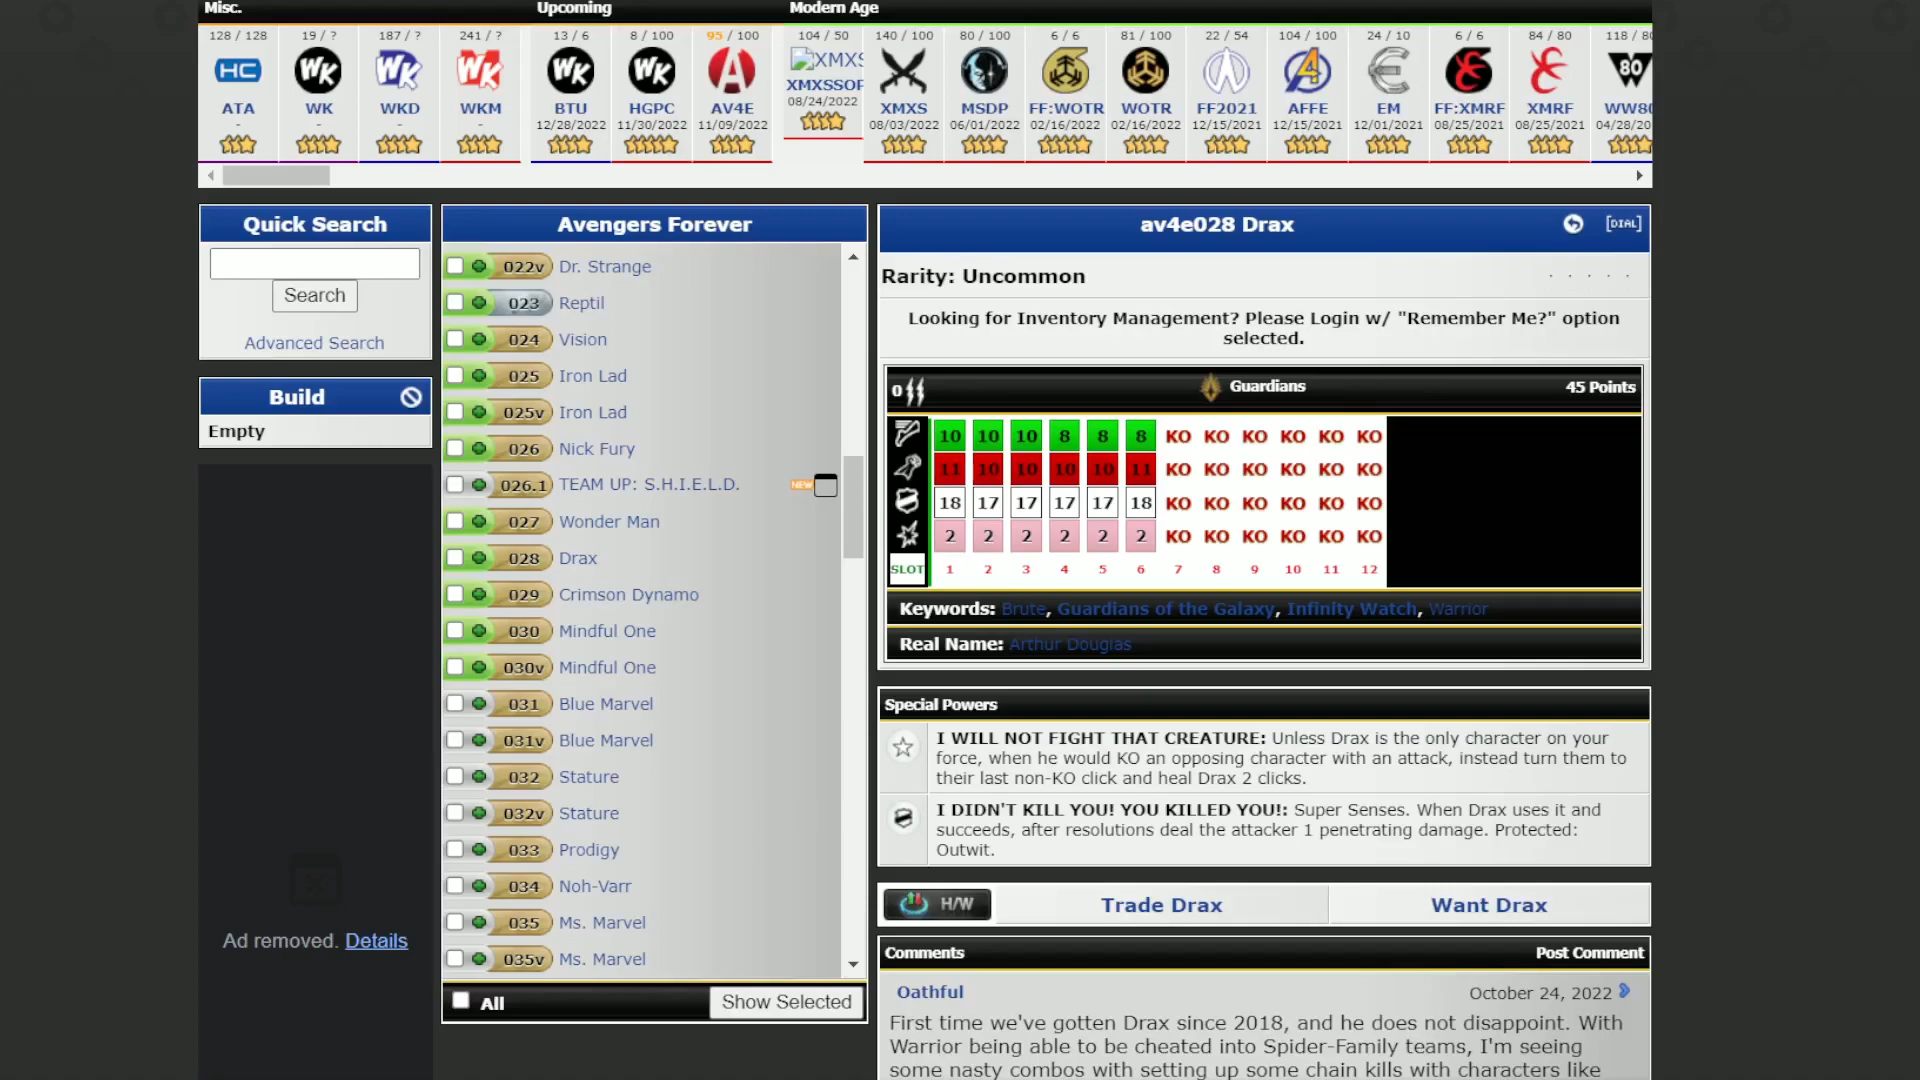 Misc. Upcoming Modern Age
128 / 128 19 / ? 187 / ? 241 / ? 13 / 6 8 / 100 95 / 100 104 / 50 140 / 100 80 / 100 6 / 6 81 / 100 22 / 54 104 / 100 24 / 10 6 / 6 84 / 80 118 / 80
HC WK WK WK WK WK A XMXS 80
ATA WK WKD WKM BTU HGPC AV4E XMXSSOP XMXS MSDP FF:WOTR WOTR FF2021 AFFE EM FF:XMRF XMRF WW80
- - - - 12/28/2022 11/30/2022 11/09/2022 08/24/2022 08/03/2022 06/01/2022 02/16/2022 02/16/2022 12/15/2021 12/15/2021 12/01/2021 08/25/2021 08/25/2021 04/28/20
Quick Search
Search
Advanced Search
Build
Empty
Ad removed. Details
Avengers Forever
022v Dr. Strange
023 Reptil
024 Vision
025 Iron Lad
025v Iron Lad
026 Nick Fury
026.1 TEAM UP: S.H.I.E.L.D. NEW
027 Wonder Man
028 Drax
029 Crimson Dynamo
030 Mindful One
030v Mindful One
031 Blue Marvel
031v Blue Marvel
032 Stature
032v Stature
033 Prodigy
034 Noh-Varr
035 Ms. Marvel
035v Ms. Marvel
All Show Selected
av4e028 Drax [DIAL]
Rarity: Uncommon . . . . .
Looking for Inventory Management? Please Login w/ "Remember Me?" option
selected.
0 Guardians 45 Points
10 10 10 8 8 8 KO KO KO KO KO KO
11 10 10 10 10 11 KO KO KO KO KO KO
18 17 17 17 17 18 KO KO KO KO KO KO
2 2 2 2 2 2 KO KO KO KO KO KO
SLOT 1 2 3 4 5 6 7 8 9 10 11 12
Keywords: Brute, Guardians of the Galaxy, Infinity Watch, Warrior
Real Name: Arthur Douglas
Special Powers
I WILL NOT FIGHT THAT CREATURE: Unless Drax is the only character on your
force, when he would KO an opposing character with an attack, instead turn them to
their last non-KO click and heal Drax 2 clicks.
I DIDN'T KILL YOU! YOU KILLED YOU!: Super Senses. When Drax uses it and
succeeds, after resolutions deal the attacker 1 penetrating damage. Protected:
Outwit.
H/W Trade Drax Want Drax
Comments Post Comment
Oathful October 24, 2022
First time we've gotten Drax since 2018, and he does not disappoint. With
Warrior being able to be cheated into Spider-Family teams, I'm seeing
some nasty combos with setting up some chain kills with characters like